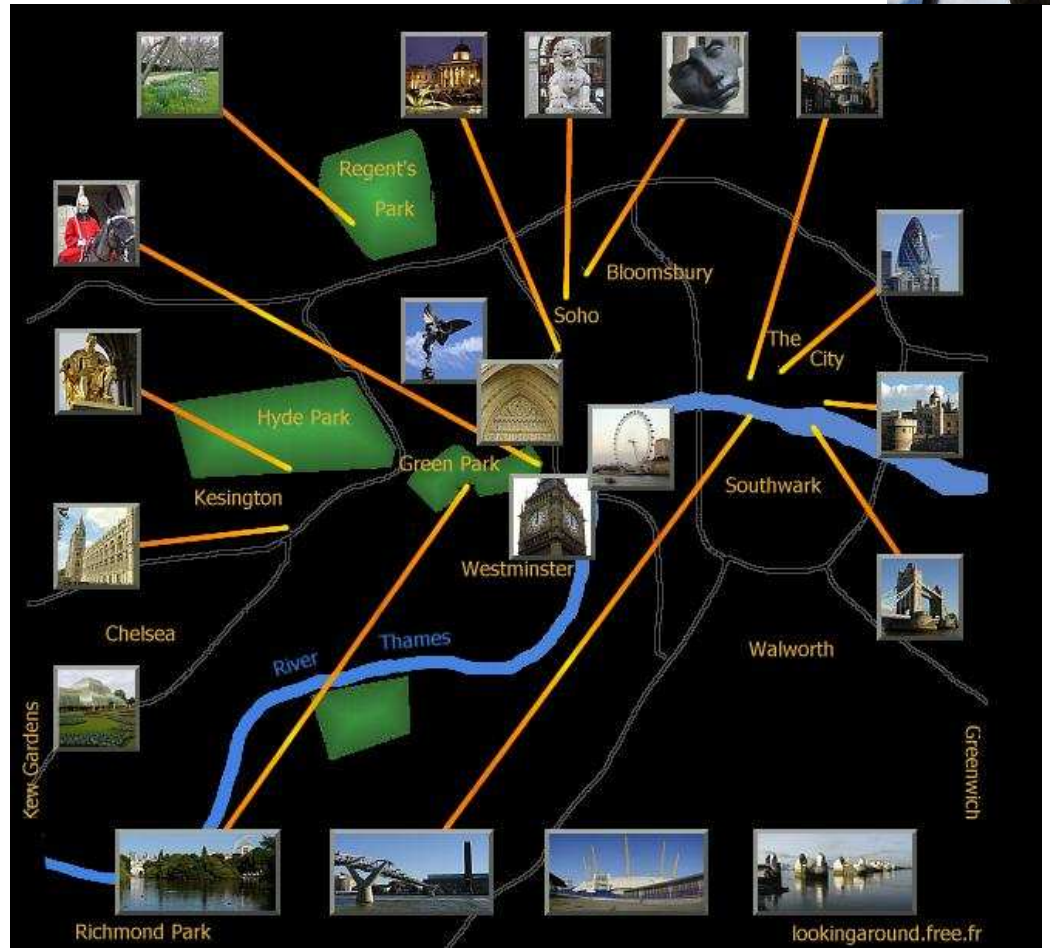 Regent's
Park
Bloomsbury
Soho
The
City
Hyde Park
Green Park
Kesington
Southwark
Westminster
Chelsea
Thames
River
Walworth
Kew Gardens
Greenwich
Richmond Park
lookingaround.free.fr